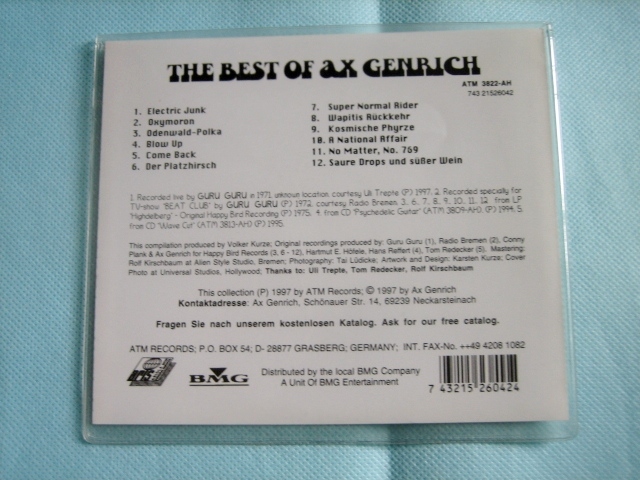 THE BEST OF aX GENRICH
ATM 3822-AH
743 21526042
1. Electric Junk
2. Oxymoron
3. Odenwald-Polka
4. Blow Up
5. Come Back
6. Der Platzhirsch
7. Super Normal Rider
8. Wapitis Rückkehr
9. Kosmische Phyrze
10. A National Affair
11. No Matter, No. 769
12. Saure Drops und süßer Wein
1. Recorded live by GURU GURU in 1971, unknown location, courtesy Uli Trepte (P) 1997. 2. Recorded specially for
TV-show "BEAT CLUB" by GURU GURU (P) 1972, courtesy Radio Bremen. 3, 6, 7, 8, 9, 10, 11, 12 from LP
"Highdelberg" - Original Happy Bird Recording (P) 1975. 4. from CD "Psychedelic Guitar" (ATM 3809-AH) (P) 1994, 5.
from CD "Wave Cut" (ATM 3813-AH) (P) 1995.
This compilation produced by Volker Kurze; Original recordings produced by: Guru Guru (1), Radio Bremen (2), Conny
Plank & Ax Genrich for Happy Bird Records (3, 6 - 12), Hartmut E. Höfele, Hans Reffert (4), Tom Redecker (5). Mastering:
Rolf Kirschbaum at Alien Style Studio, Bremen; Photography: Tai Lüdicke; Artwork and Design: Karsten Kurza; Cover
Photo at Universal Studios, Hollywood; Thanks to: Uli Trepte, Tom Redecker, Rolf Kirschbaum
This collection (P) 1997 by ATM Records; © 1997 by Ax Genrich
Kontaktadresse: Ax Genrich, Schönauer Str. 14, 69239 Neckarsteinach
Fragen Sie nach unserem kostenlosen Katalog. Ask for our free catalog.
ATM RECORDS; P.O. BOX 54; D- 28877 GRASBERG; GERMANY; INT. FAX-No. ++49 4208 1082
BMG
Distributed by the local BMG Company
A Unit Of BMG Entertainment
7 43215 260424